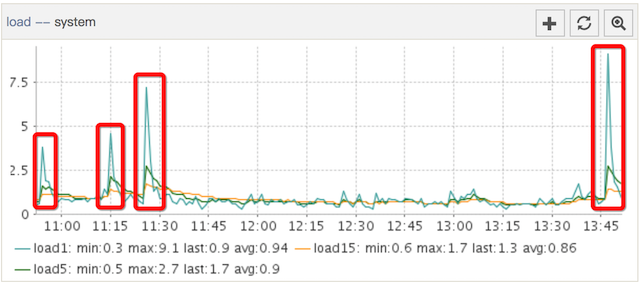 load —— system
7.5
5
2.5
0
11:00 11:15 11:30 11:45 12:00 12:15 12:30 12:45 13:00 13:15 13:30 13:45
load1: min:0.3 max:9.1 last:0.9 avg:0.94 load15: min:0.6 max:1.7 last:1.3 avg:0.86
load5: min:0.5 max:2.7 last:1.7 avg:0.9